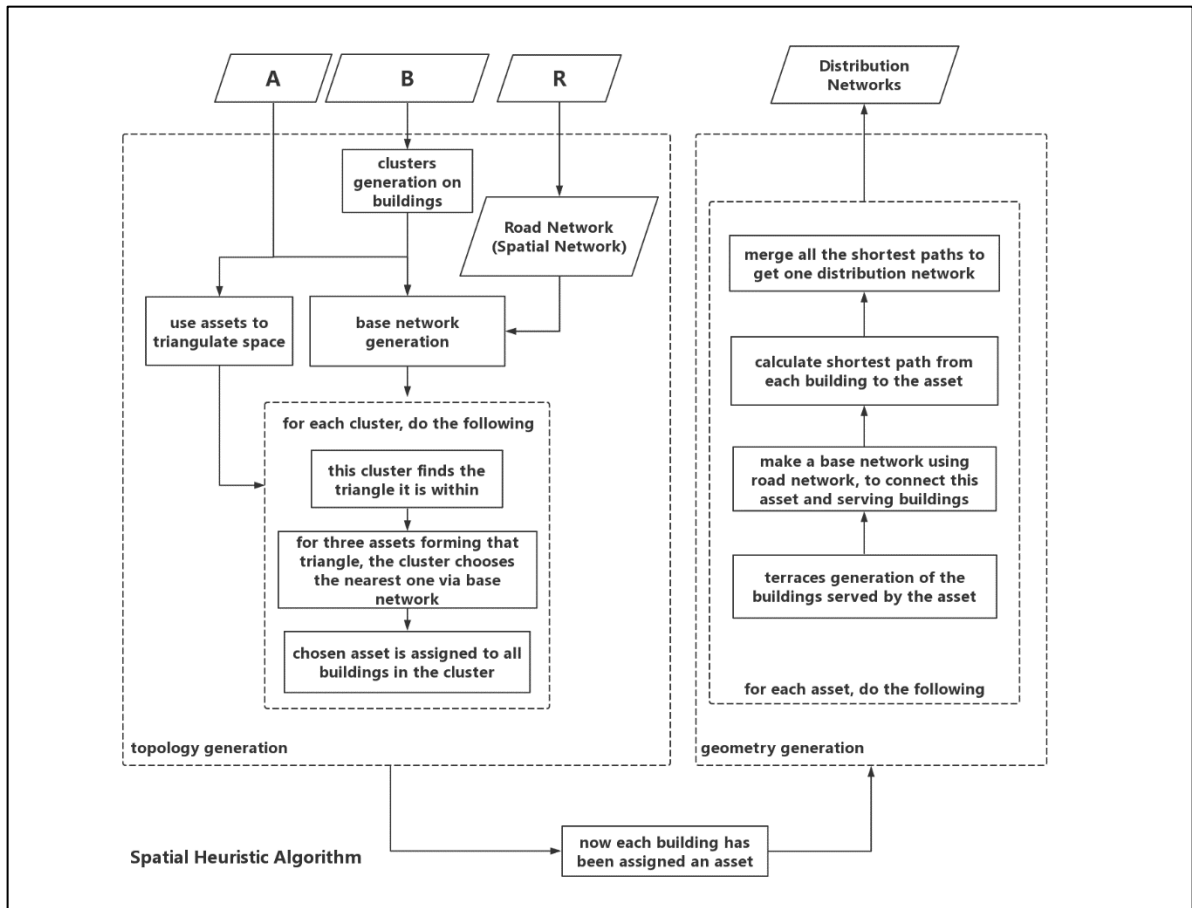 A
B
R
clusters
generation on
buildings
Road Network
(Spatial Network)
use assets to
triangulate space
base network
generation
for each cluster, do the following
this cluster finds the
triangle it is within
for three assets forming that
triangle, the cluster chooses
the nearest one via base
network
chosen asset is assigned to all
buildings in the cluster
topology generation
Distribution
Networks
merge all the shortest paths to
get one distribution network
calculate shortest path from
each building to the asset
make a base network using
road network, to connect this
asset and serving buildings
terraces generation of the
buildings served by the asset
for each asset, do the following
geometry generation
now each building has
been assigned an asset
Spatial Heuristic Algorithm